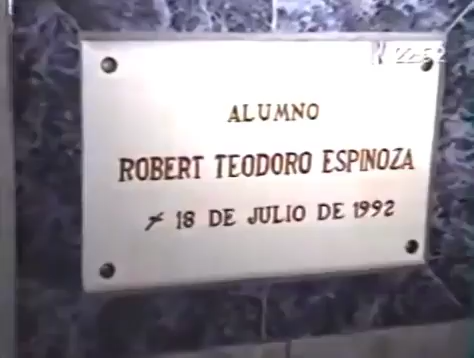 22:52
ALUMNO
ROBERT TEODORO ESPINOZA
18 DE JULIO DE 1992